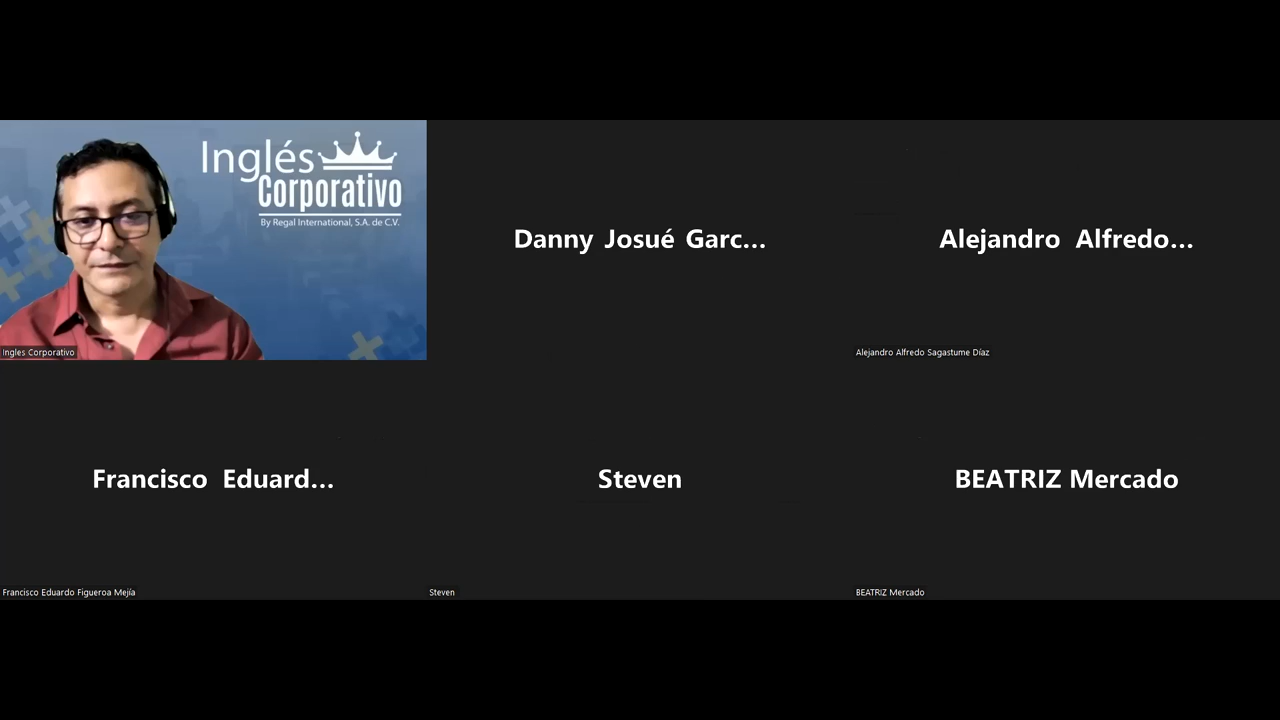 Inglés
Corporativo
By Regal International, S.A. de C.V.
Ingles Corporativo
Danny Josué Garc...
Alejandro Alfredo...
Alejandro Alfredo Sagastume Díaz
Francisco Eduard...
Francisco Eduardo Figueroa Mejía
Steven
Steven
BEATRIZ Mercado
BEATRIZ Mercado